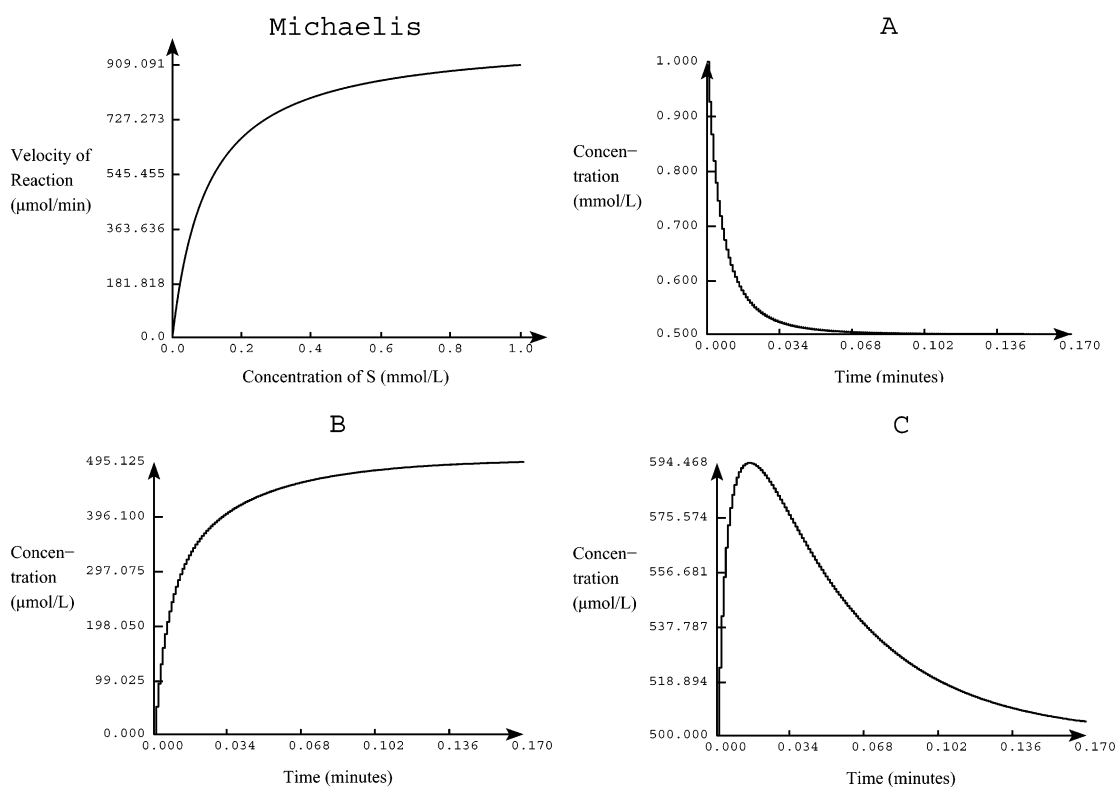 Michaelis
909.091
727.273
545.455
363.636
181.818
0.0
Velocity of
Reaction
(µmol/min)
0.0 0.2 0.4 0.6 0.8 1.0
Concentration of S (mmol/L)
A
1.000
0.900
0.800
0.700
0.600
0.500
Concen−
tration
(mmol/L)
0.000 0.034 0.068 0.102 0.136 0.170
Time (minutes)
B
495.125
396.100
297.075
198.050
99.025
0.000
Concen−
tration
(µmol/L)
0.000 0.034 0.068 0.102 0.136 0.170
Time (minutes)
C
594.468
575.574
556.681
537.787
518.894
500.000
Concen−
tration
(µmol/L)
0.000 0.034 0.068 0.102 0.136 0.170
Time (minutes)